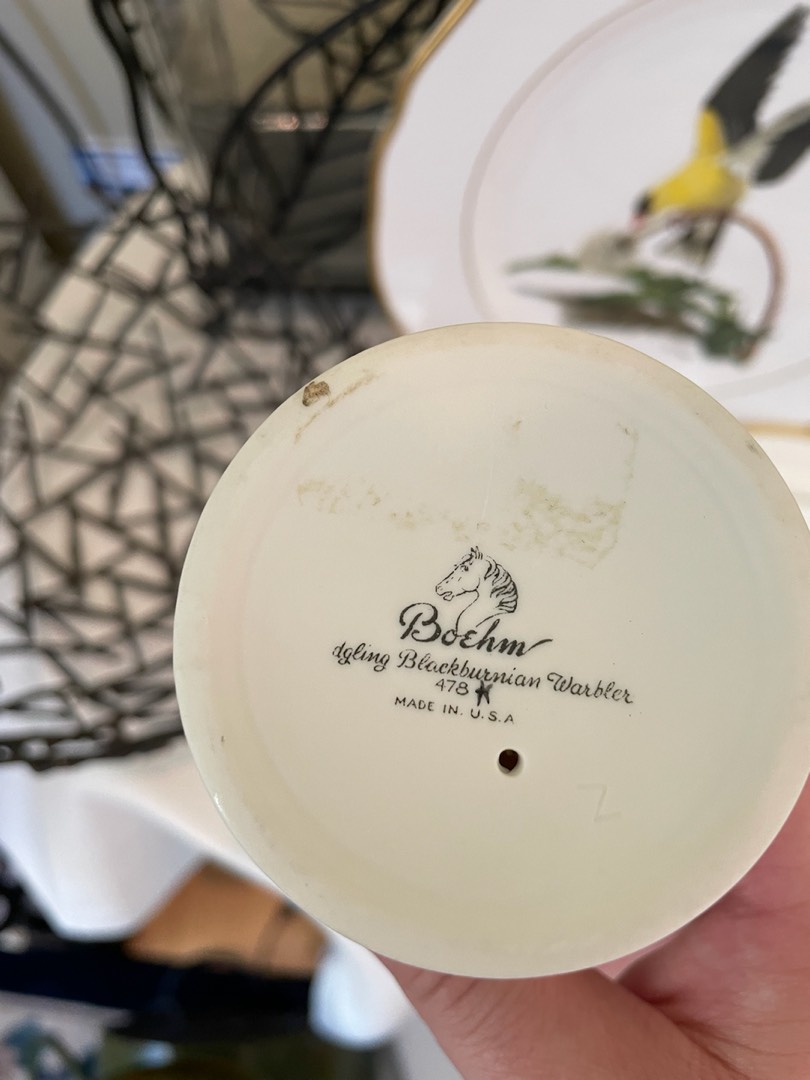 Boehm
dgling Blackburnian Warbler
478 K
MADE IN. U.S.A
Z